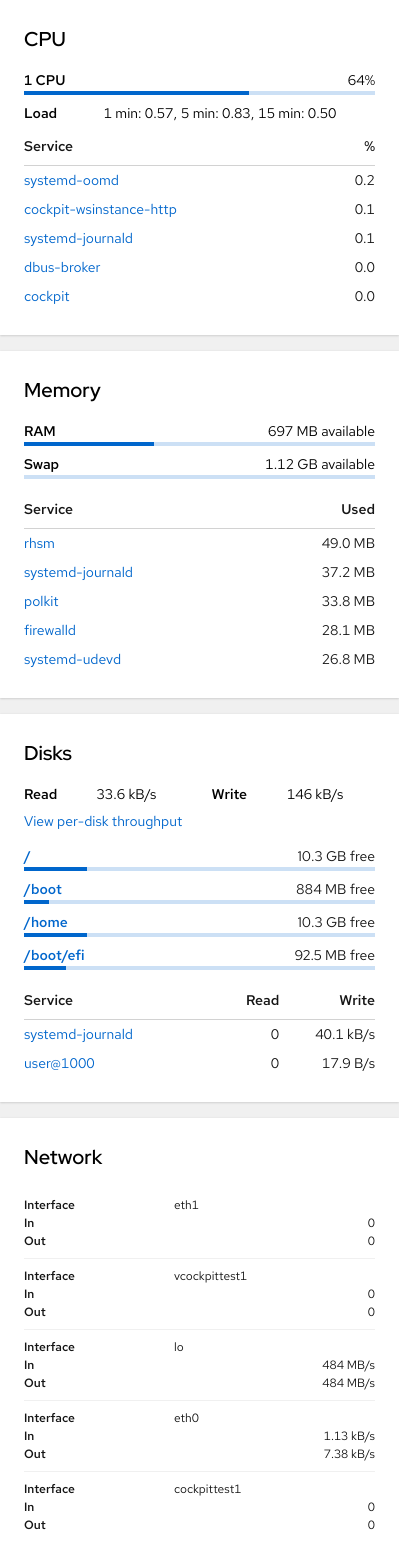 CPU
1 CPU 64%
Load 1 min: 0.57, 5 min: 0.83, 15 min: 0.50
Service %
systemd-oomd 0.2
cockpit-wsinstance-http 0.1
systemd-journald 0.1
dbus-broker 0.0
cockpit 0.0
Memory
RAM 697 MB available
Swap 1.12 GB available
Service Used
rhsm 49.0 MB
systemd-journald 37.2 MB
polkit 33.8 MB
firewalld 28.1 MB
systemd-udevd 26.8 MB
Disks
Read 33.6 kB/s Write 146 kB/s
View per-disk throughput
/ 10.3 GB free
/boot 884 MB free
/home 10.3 GB free
/boot/efi 92.5 MB free
Service Read Write
systemd-journald 0 40.1 kB/s
user@1000 0 17.9 B/s
Network
Interface eth1
In 0
Out 0
Interface vcockpittest1
In 0
Out 0
Interface lo
In 484 MB/s
Out 484 MB/s
Interface eth0
In 1.13 kB/s
Out 7.38 kB/s
Interface cockpittest1
In 0
Out 0